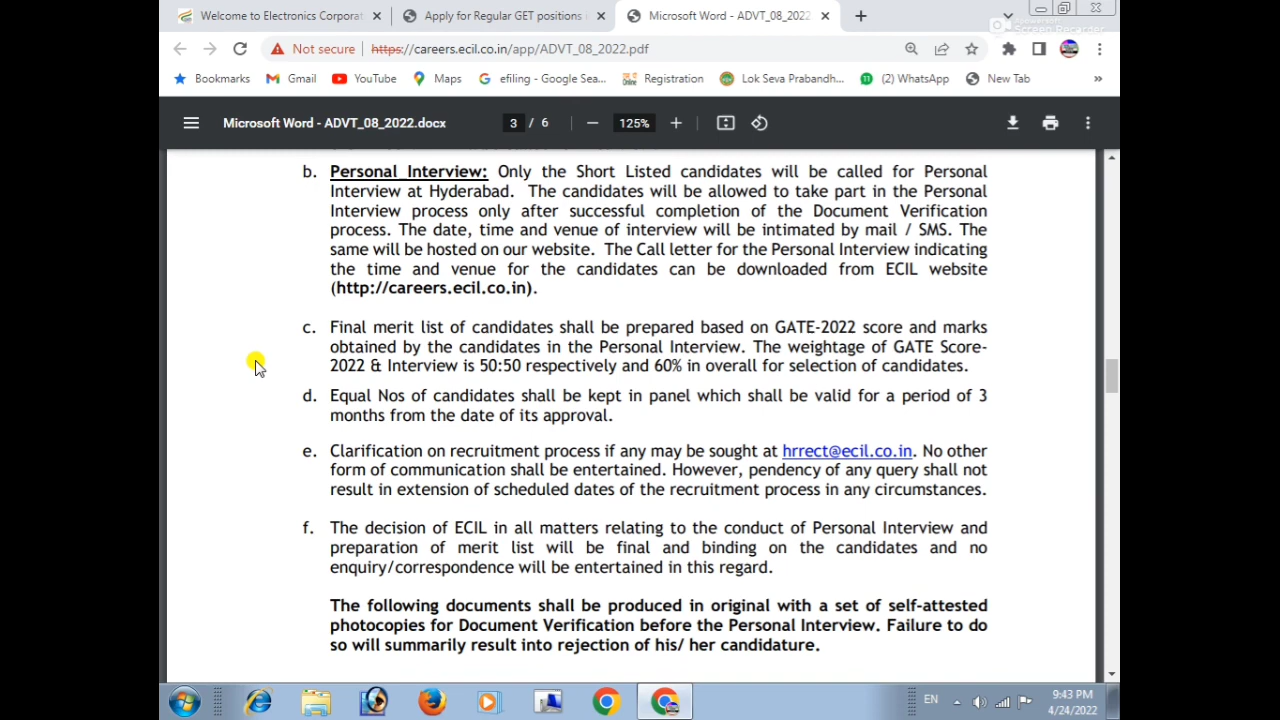 Welcome to Electronics Corporat
Apply for Regular GET positions
Microsoft Word - ADVT_08_2022
Screen Recorder
Not secure
https://careers.ecil.co.in/app/ADVT_08_2022.pdf
Bookmarks
Gmail
YouTube
Maps
efiling - Google Sea...
Registration
Lok Seva Prabandh...
(2) WhatsApp
New Tab
»
Microsoft Word - ADVT_08_2022.docx
3 / 6
125%
b. Personal Interview: Only the Short Listed candidates will be called for Personal
Interview at Hyderabad. The candidates will be allowed to take part in the Personal
Interview process only after successful completion of the Document Verification
process. The date, time and venue of interview will be intimated by mail / SMS. The
same will be hosted on our website. The Call letter for the Personal Interview indicating
the time and venue for the candidates can be downloaded from ECIL website
(http://careers.ecil.co.in).
c. Final merit list of candidates shall be prepared based on GATE-2022 score and marks
obtained by the candidates in the Personal Interview. The weightage of GATE Score-
2022 & Interview is 50:50 respectively and 60% in overall for selection of candidates.
d. Equal Nos of candidates shall be kept in panel which shall be valid for a period of 3
months from the date of its approval.
e. Clarification on recruitment process if any may be sought at hrrect@ecil.co.in. No other
form of communication shall be entertained. However, pendency of any query shall not
result in extension of scheduled dates of the recruitment process in any circumstances.
f. The decision of ECIL in all matters relating to the conduct of Personal Interview and
preparation of merit list will be final and binding on the candidates and no
enquiry/correspondence will be entertained in this regard.
The following documents shall be produced in original with a set of self-attested
photocopies for Document Verification before the Personal Interview. Failure to do
so will summarily result into rejection of his/ her candidature.
EN
9:43 PM
4/24/2022